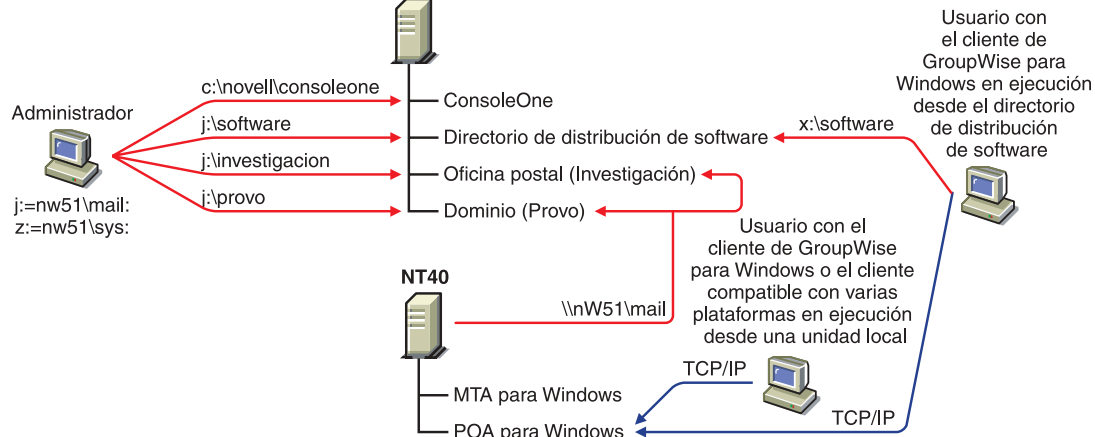 Usuario con
el cliente de
GroupWise para
Windows en ejecución
desde el directorio
de distribución
de software
Administrador
j:=nw51\mail:
z:=nw51\sys:
c:\novell\consoleone
j:\software
j:\investigacion
j:\provo
ConsoleOne
Directorio de distribución de software
Oficina postal (Investigación)
Dominio (Provo)
x:\software
Usuario con el
cliente de GroupWise
para Windows o el cliente
compatible con varias
plataformas en ejecución
desde una unidad local
NT40
\\nW51\mail
TCP/IP
MTA para Windows
TCP/IP
POA para Windows